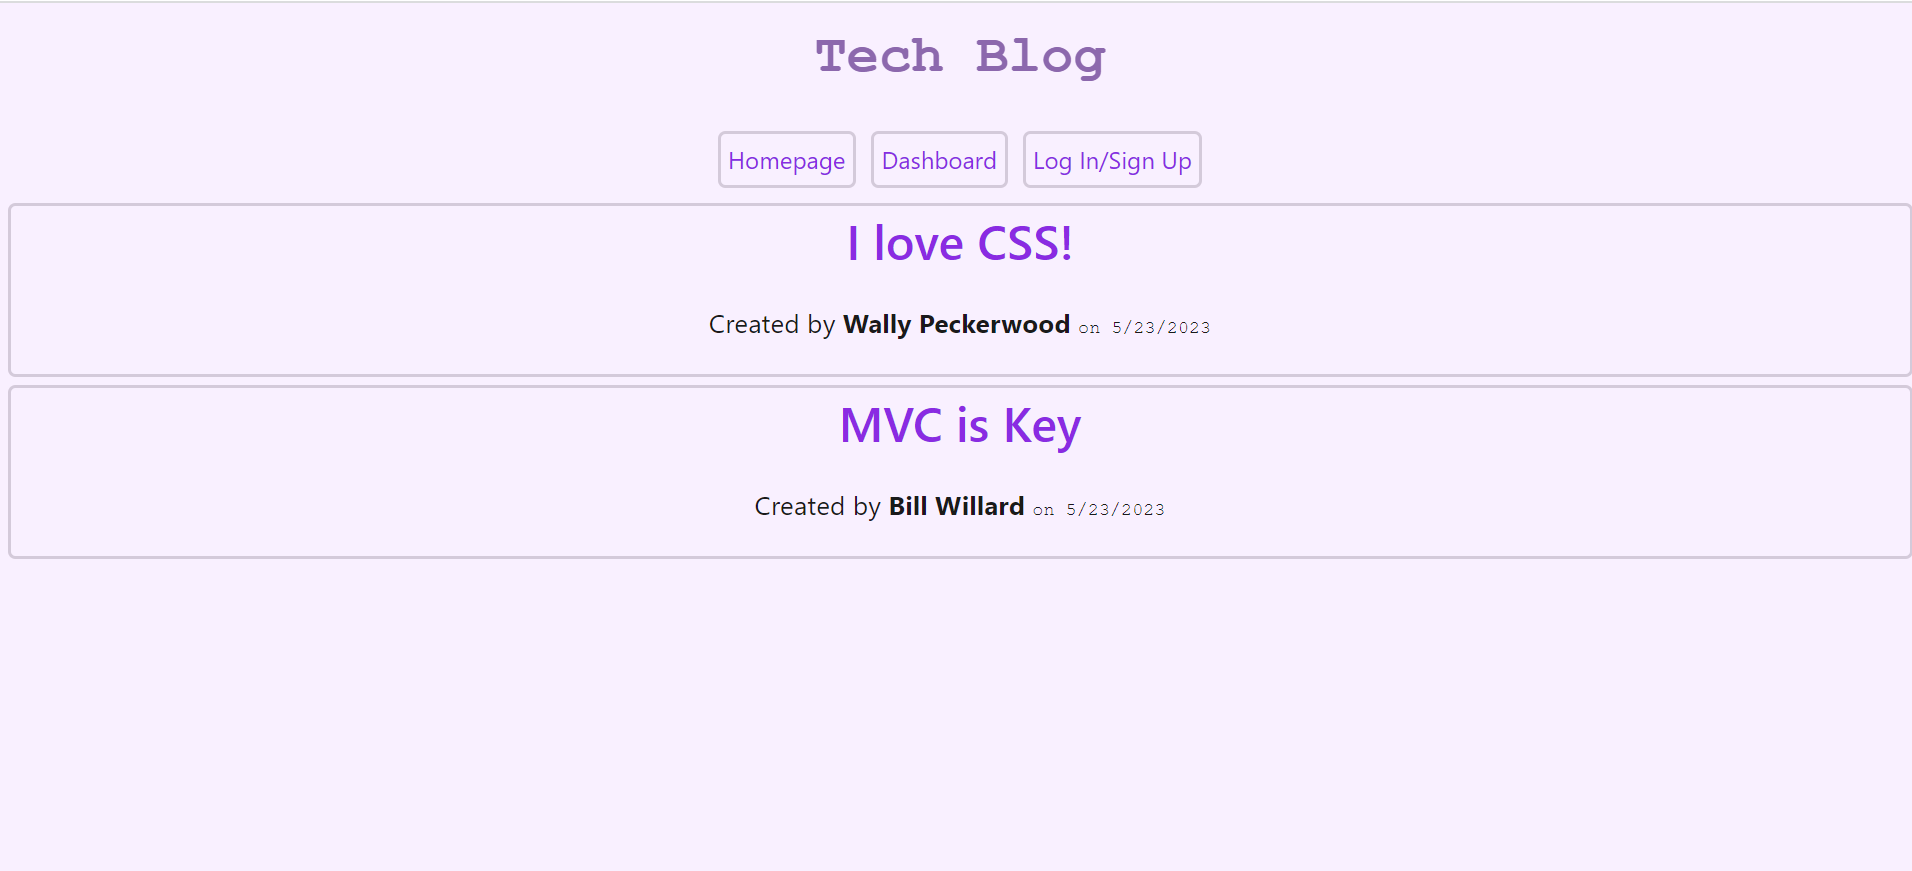 Tech Blog
Homepage Dashboard Log In/Sign Up
I love CSS!
Created by Wally Peckerwood on 5/23/2023
MVC is Key
Created by Bill Willard on 5/23/2023